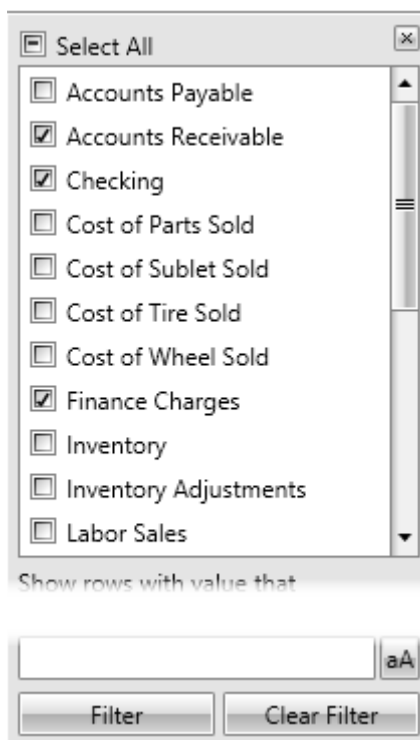 Select All
Accounts Payable
Accounts Receivable
Checking
Cost of Parts Sold
Cost of Sublet Sold
Cost of Tire Sold
Cost of Wheel Sold
Finance Charges
Inventory
Inventory Adjustments
Labor Sales
Show rows with value that
aA
Filter Clear Filter